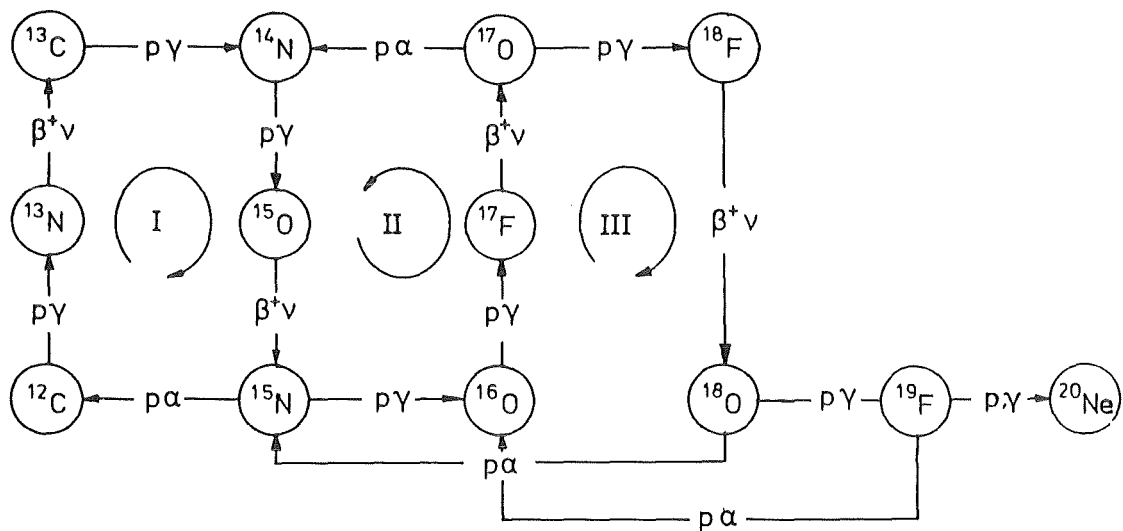 ¹³C pγ ¹⁴N pα ¹⁷O pγ ¹⁸F
β⁺ν pγ β⁺ν
¹³N I ¹⁵O II ¹⁷F III β⁺ν
pγ β⁺ν pγ
¹²C pα ¹⁵N pγ ¹⁶O ¹⁸O pγ ¹⁹F p,γ ²⁰Ne
pα
pα